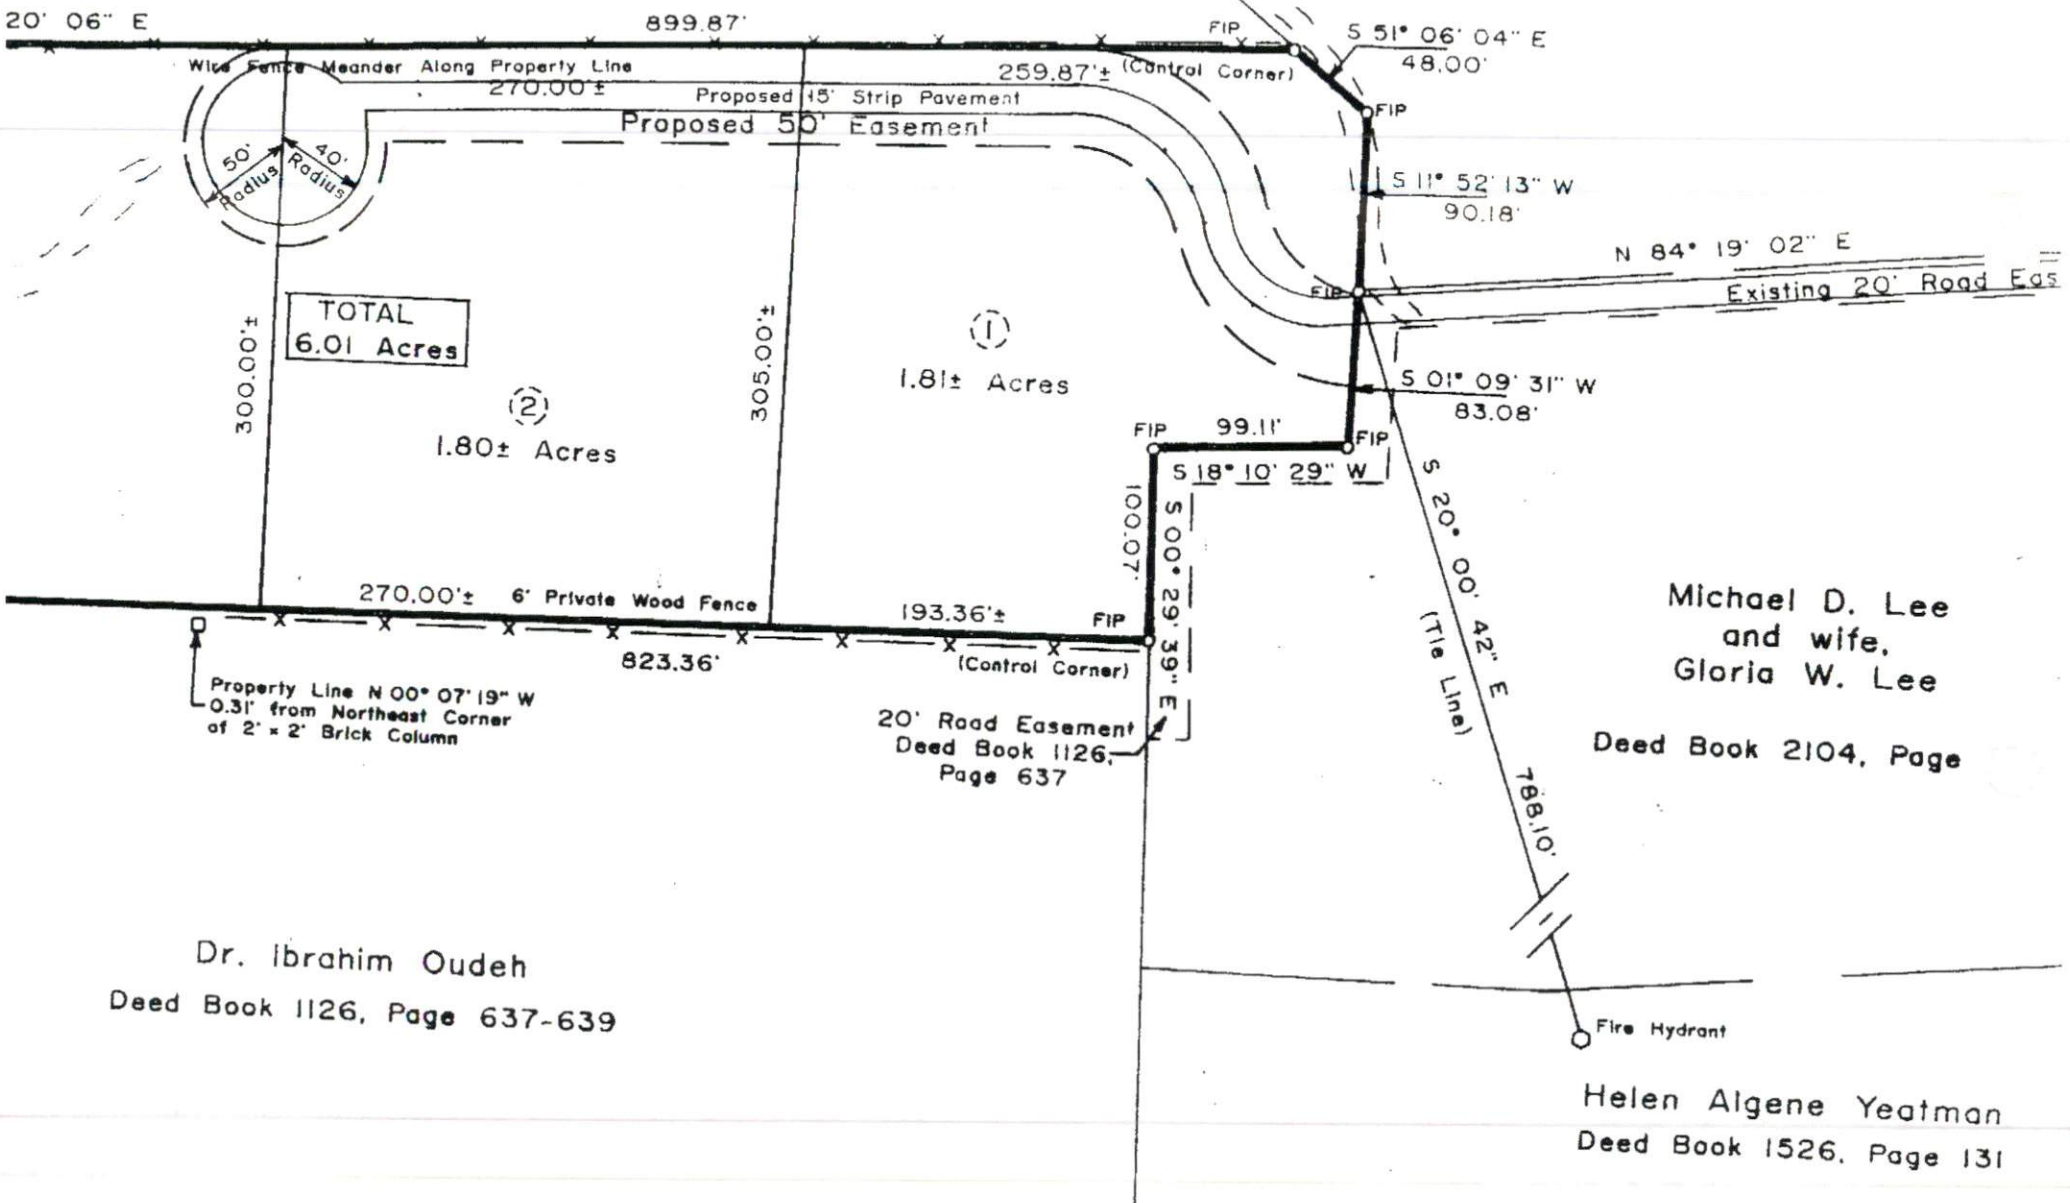 20' 06" E
899.87'
FIP
S 51° 06' 04" E
48.00'
Wire Fence Meander Along Property Line
270.00'±
259.87'± (Control Corner)
Proposed 15' Strip Pavement
Proposed 50' Easement
FIP
50'
Radius
40'
Radius
S 11° 52' 13" W
90.18'
N 84° 19' 02" E
FIP
Existing 20' Road Eas
TOTAL
6.01 Acres
300.00'±
305.00'±
1
1.81± Acres
2
1.80± Acres
S 01° 09' 31" W
83.08'
FIP
99.11'
FIP
S 18° 10' 29" W
100.07'
S 00° 29' 39" E
S 20° 00' 42" E
(Tie Line)
788.10'
270.00'± 6' Private Wood Fence
193.36'±
FIP
823.36'
(Control Corner)
Property Line N 00° 07' 19" W
0.31' from Northeast Corner
of 2' x 2' Brick Column
20' Road Easement
Deed Book 1126,
Page 637
Michael D. Lee
and wife,
Gloria W. Lee
Deed Book 2104, Page
Dr. Ibrahim Oudeh
Deed Book 1126, Page 637-639
Fire Hydrant
Helen Algene Yeatman
Deed Book 1526, Page 131